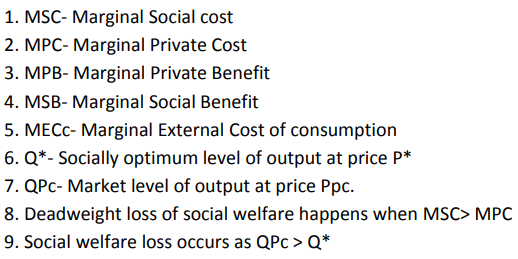 1. MSC- Marginal Social cost
2. MPC- Marginal Private Cost
3. MPB- Marginal Private Benefit
4. MSB- Marginal Social Benefit
5. MECc- Marginal External Cost of consumption
6. Q*- Socially optimum level of output at price P*
7. QPc- Market level of output at price Ppc.
8. Deadweight loss of social welfare happens when MSC> MPC
9. Social welfare loss occurs as QPc > Q*